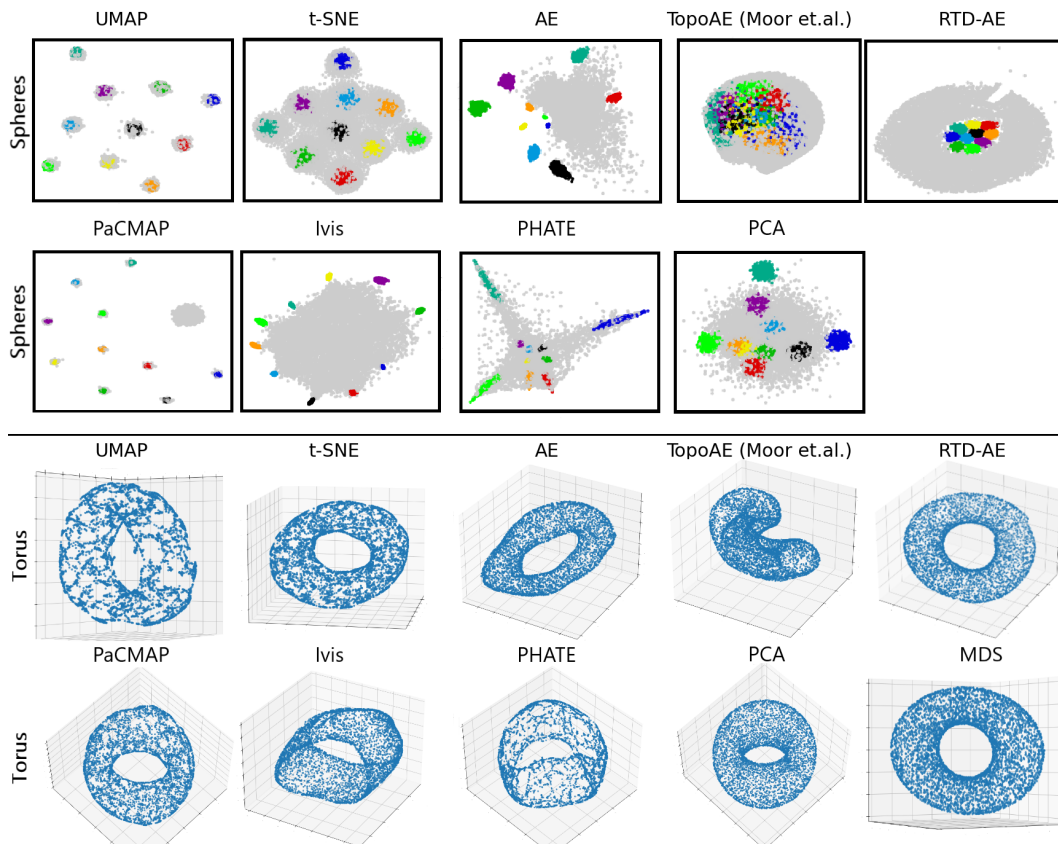 UMAP t-SNE AE TopoAE (Moor et.al.) RTD-AE
Spheres
PaCMAP Ivis PHATE PCA
Spheres
UMAP t-SNE AE TopoAE (Moor et.al.) RTD-AE
Torus
PaCMAP Ivis PHATE PCA MDS
Torus